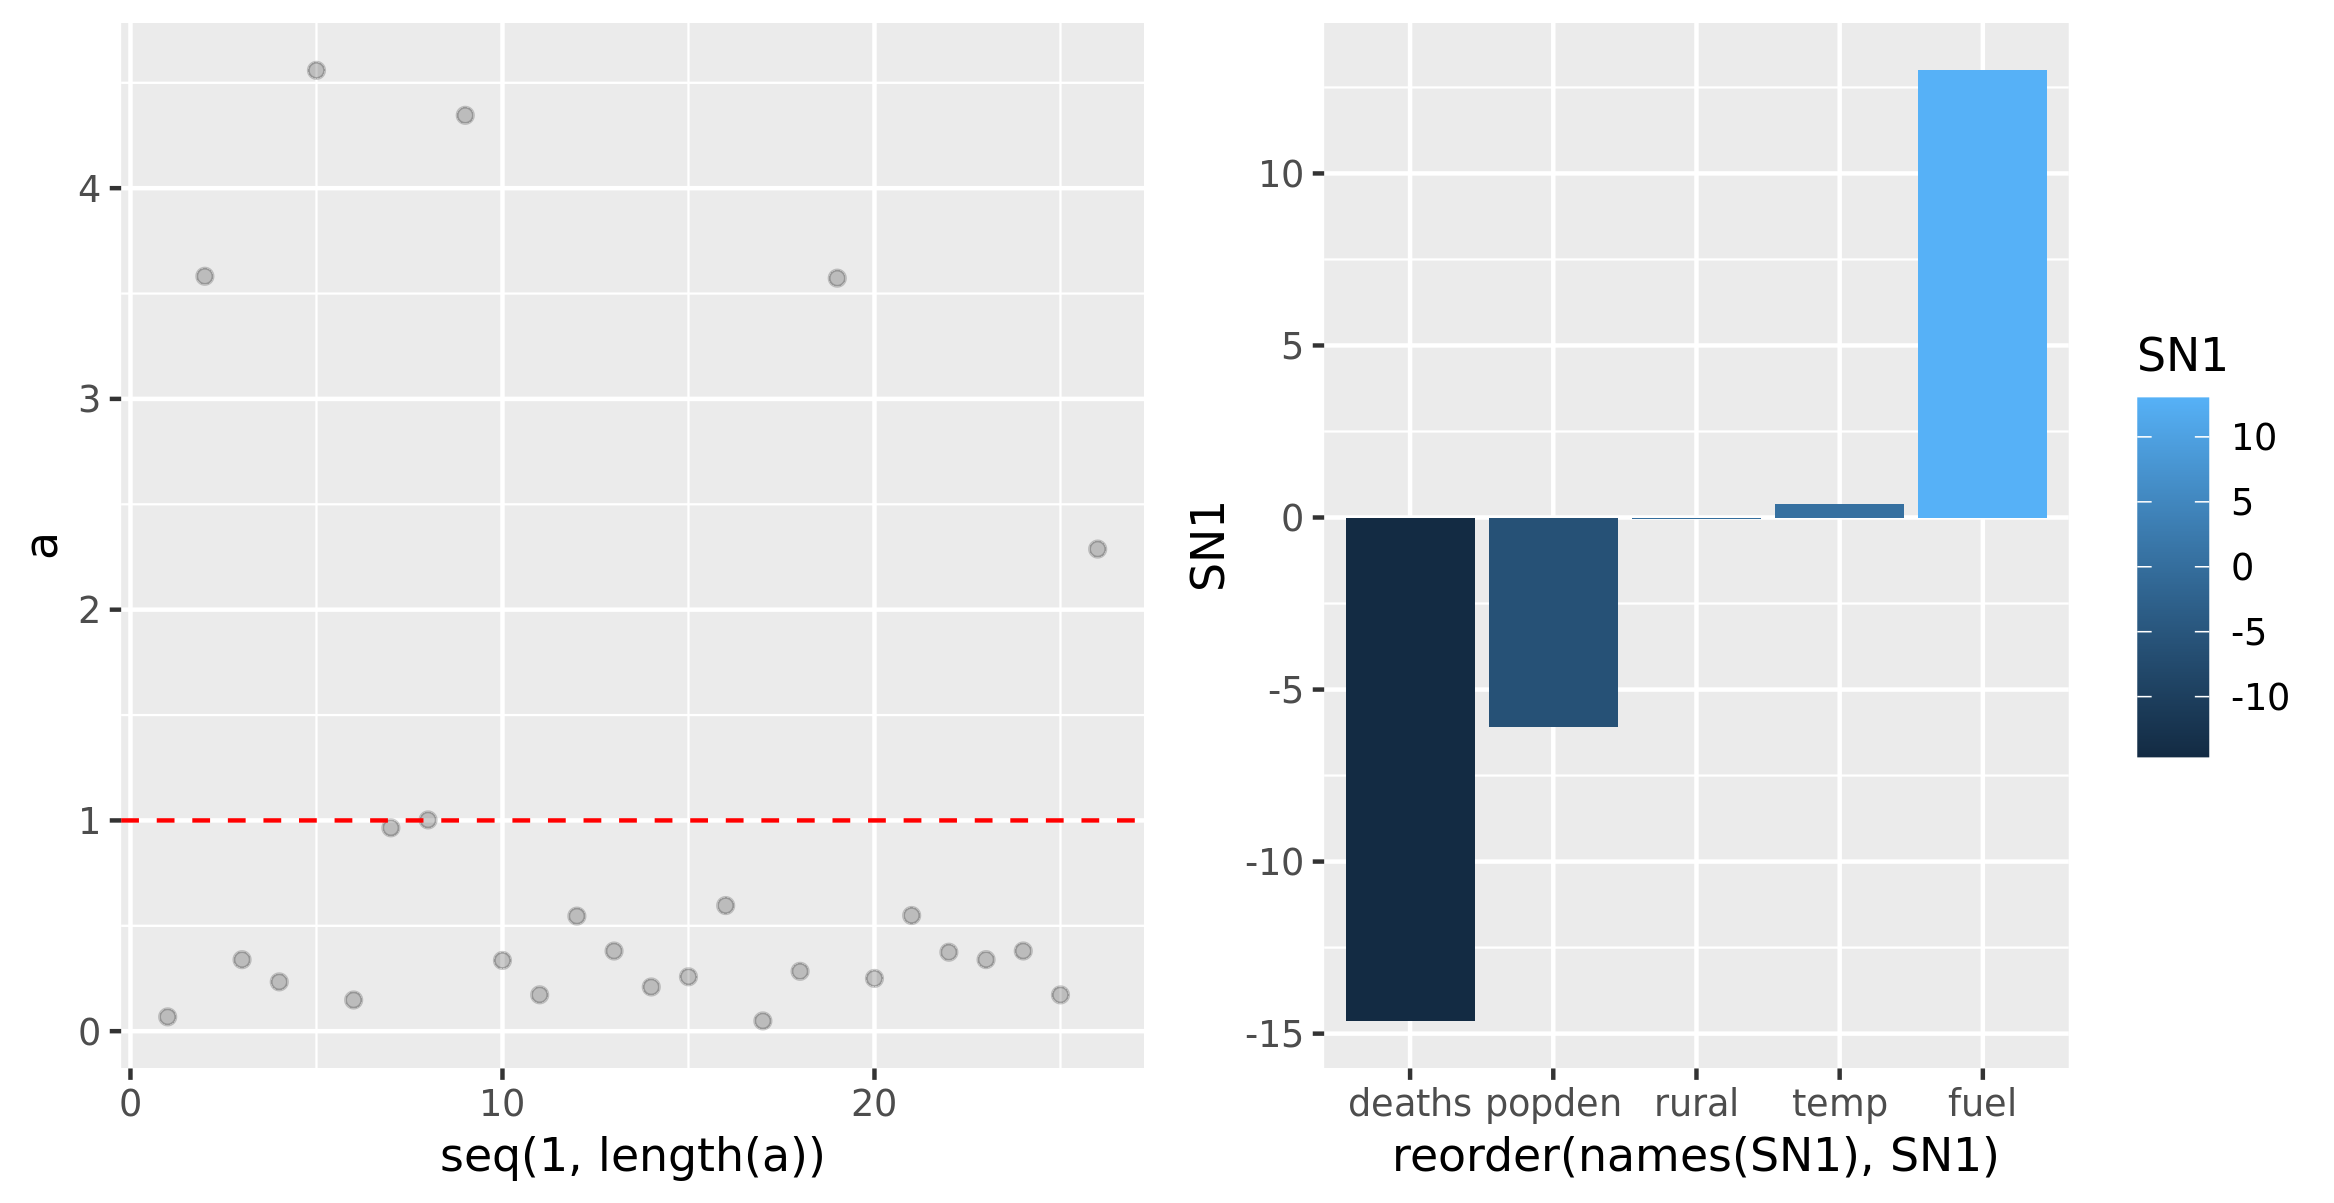 4
3
2
1
0
a
0 10 20
seq(1, length(a))
10
5
0
-5
-10
-15
SN1
deaths popden rural temp fuel
reorder(names(SN1), SN1)
SN1
10
5
0
-5
-10